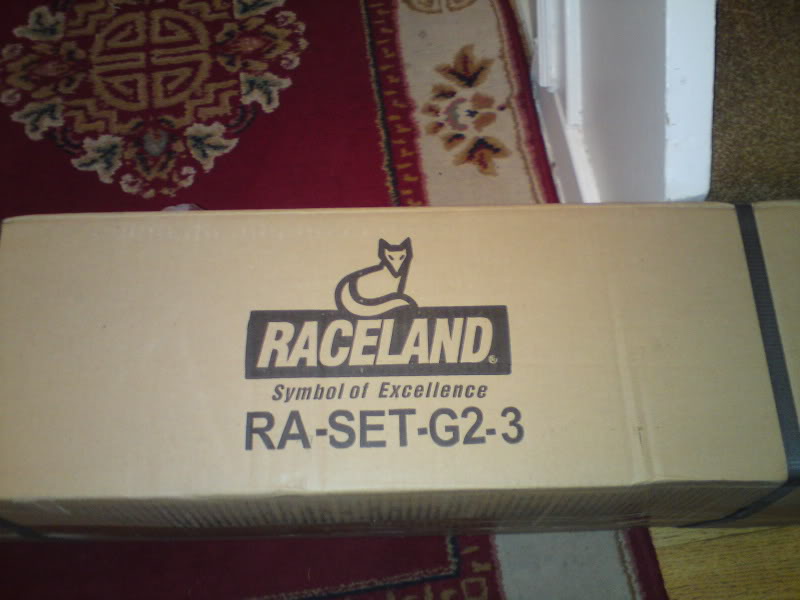 RACELAND®
Symbol of Excellence
RA-SET-G2-3